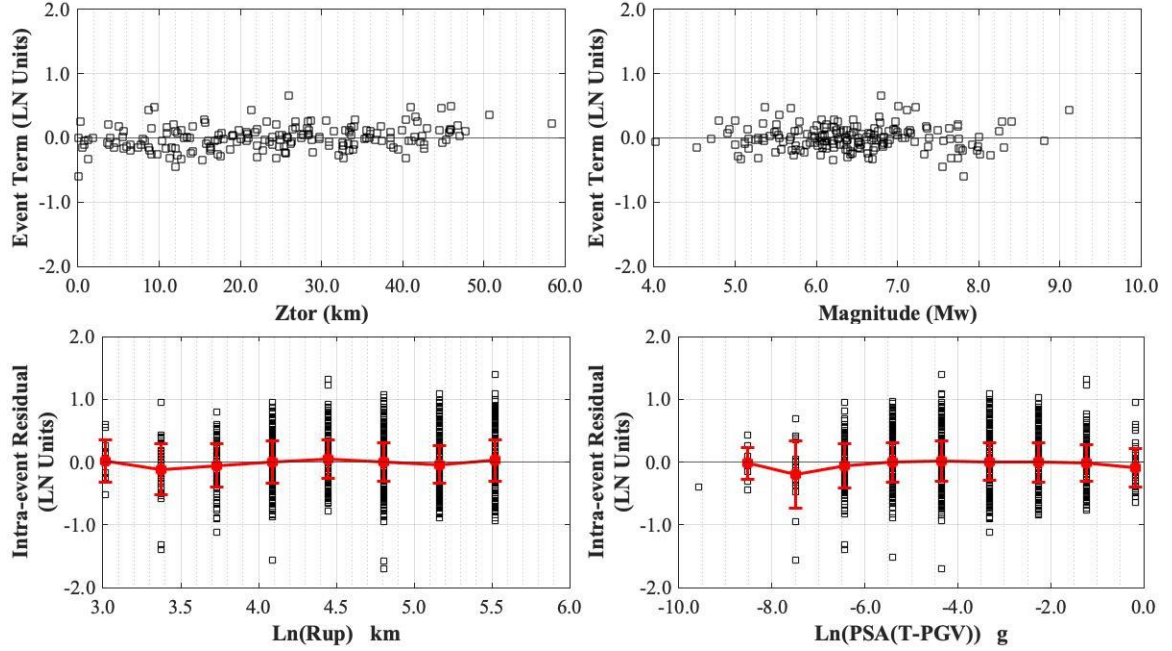 2.0
1.0
0.0
-1.0
-2.0
Event Term (LN Units)
0.0 10.0 20.0 30.0 40.0 50.0 60.0
Ztor (km)
2.0
1.0
0.0
-1.0
-2.0
Event Term (LN Units)
4.0 5.0 6.0 7.0 8.0 9.0 10.0
Magnitude (Mw)
2.0
1.0
0.0
-1.0
-2.0
Intra-event Residual
(LN Units)
3.0 3.5 4.0 4.5 5.0 5.5 6.0
Ln(Rup) km
2.0
1.0
0.0
-1.0
-2.0
Intra-event Residual
(LN Units)
-10.0 -8.0 -6.0 -4.0 -2.0 0.0
Ln(PSA(T-PGV)) g